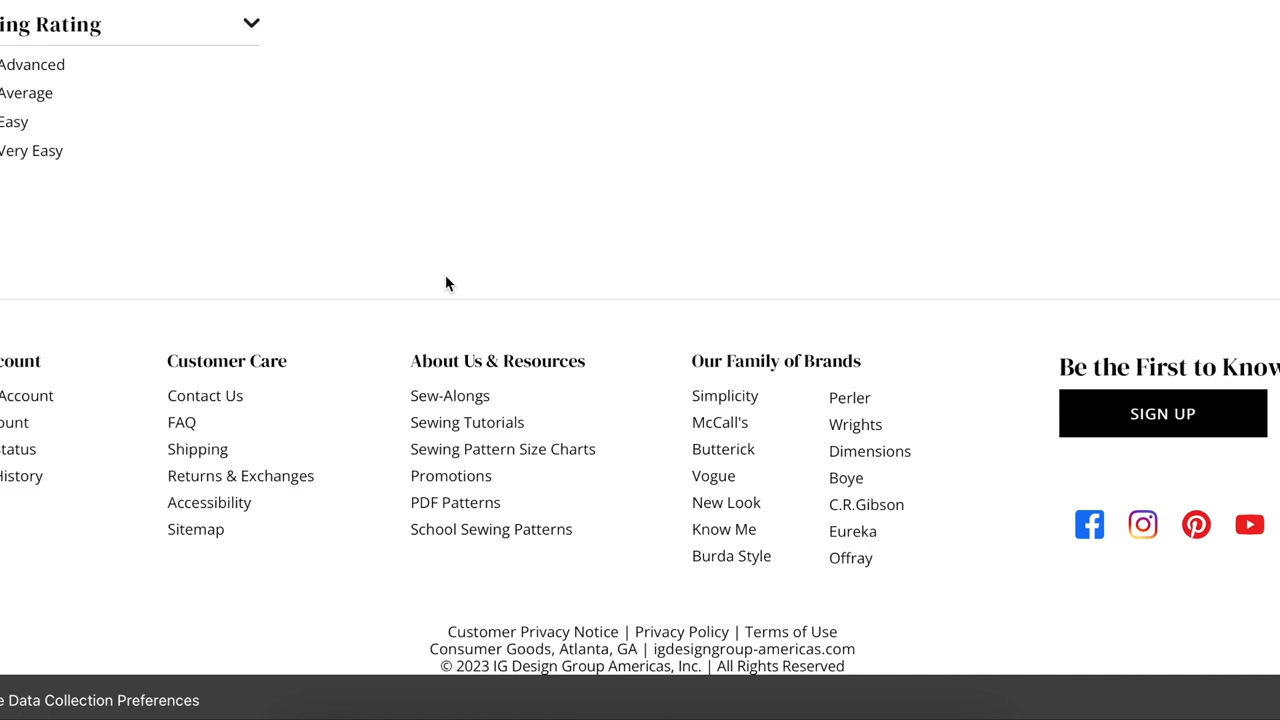 ing Rating
Advanced
Average
Easy
Very Easy
count
Account
ount
Status
History
Customer Care
Contact Us
FAQ
Shipping
Returns & Exchanges
Accessibility
Sitemap
About Us & Resources
Sew-Alongs
Sewing Tutorials
Sewing Pattern Size Charts
Promotions
PDF Patterns
School Sewing Patterns
Our Family of Brands
Simplicity
McCall's
Butterick
Vogue
New Look
Know Me
Burda Style
Perler
Wrights
Dimensions
Boye
C.R.Gibson
Eureka
Offray
Be the First to Know
SIGN UP
Customer Privacy Notice | Privacy Policy | Terms of Use
Consumer Goods, Atlanta, GA | igdesigngroup-americas.com
© 2023 IG Design Group Americas, Inc. | All Rights Reserved
e Data Collection Preferences